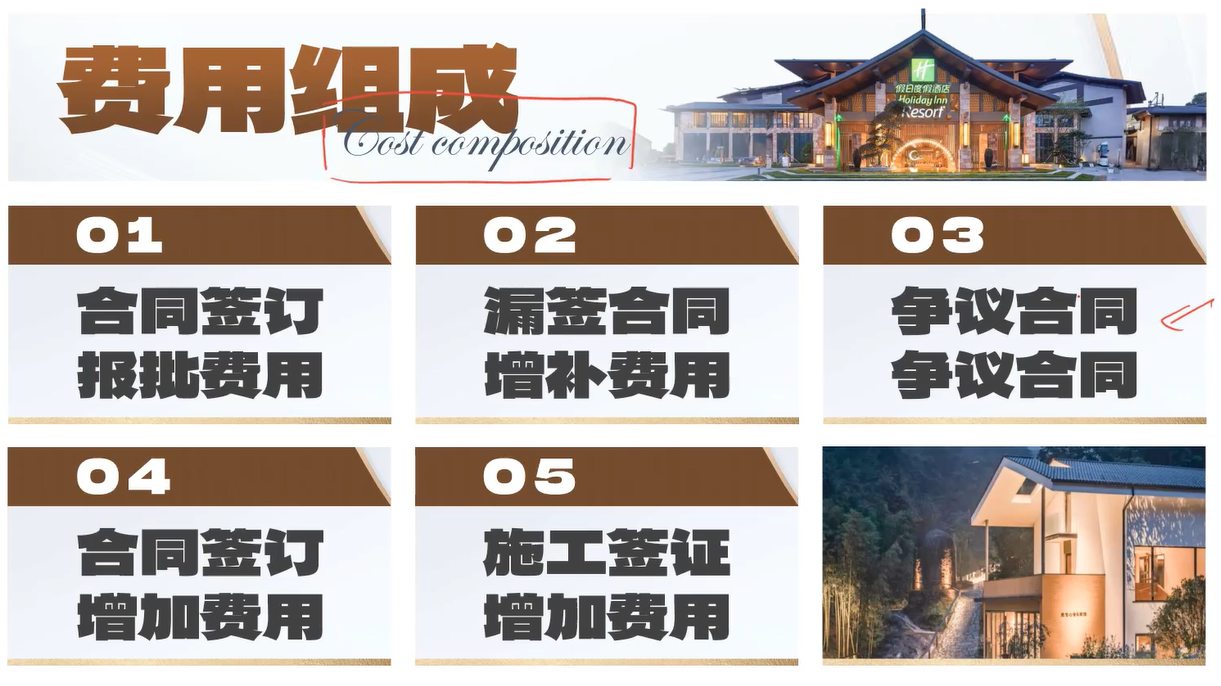 费用组成
Cost composition
H
假日度假酒店
Holiday Inn
Resort
01
合同签订
报批费用
02
漏签合同
增补费用
03
争议合同
争议合同
04
合同签订
增加费用
05
施工签证
增加费用